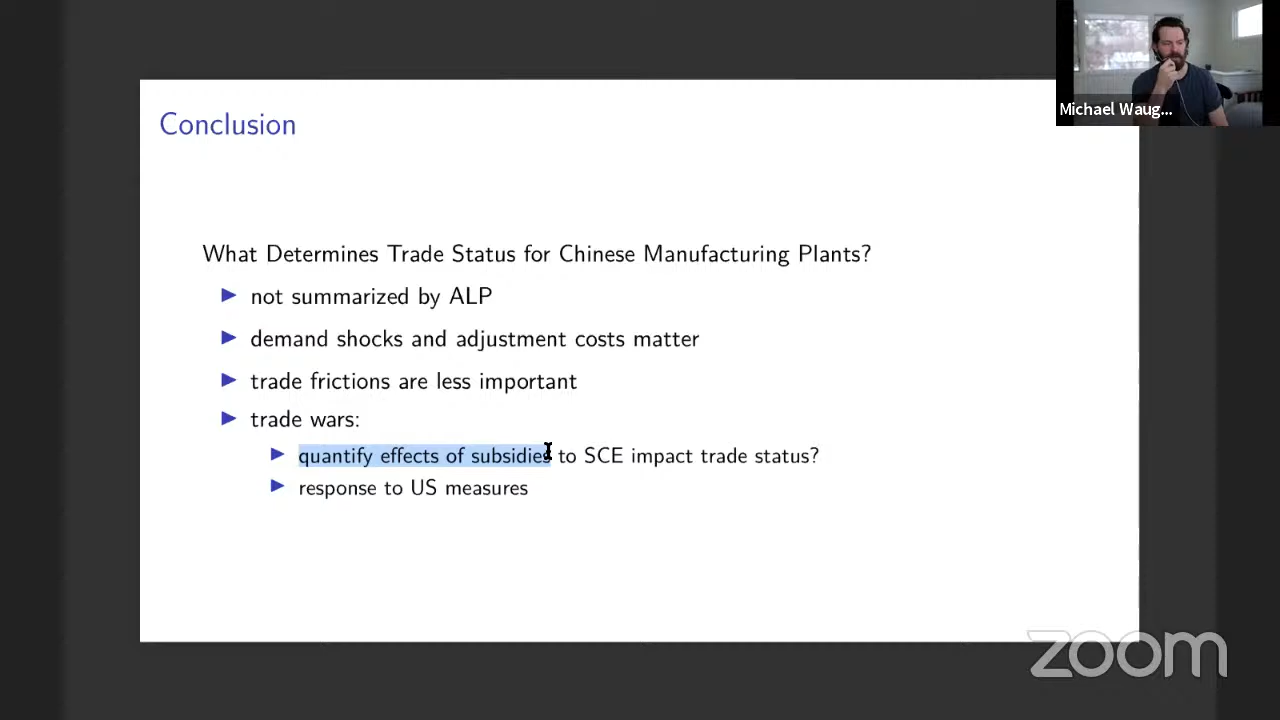 Michael Waug...
Conclusion
What Determines Trade Status for Chinese Manufacturing Plants?
not summarized by ALP
demand shocks and adjustment costs matter
trade frictions are less important
trade wars:
quantify effects of subsidies to SCE impact trade status?
response to US measures
zoom